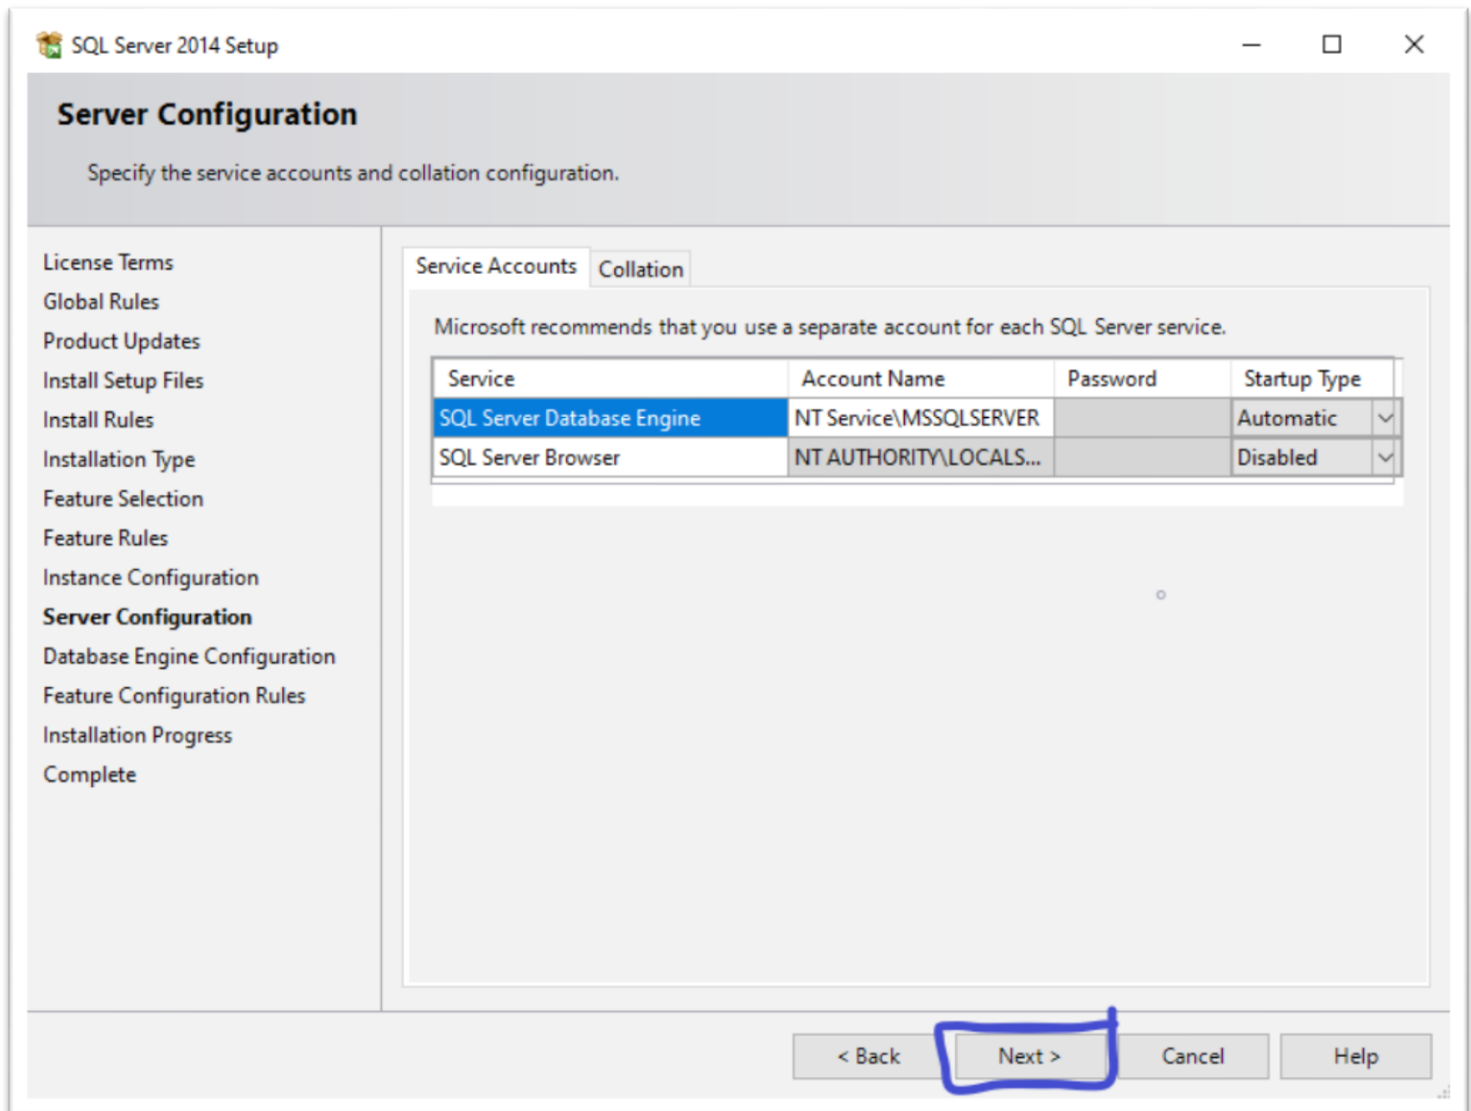 SQL Server 2014 Setup
Server Configuration
Specify the service accounts and collation configuration.
License Terms
Global Rules
Product Updates
Install Setup Files
Install Rules
Installation Type
Feature Selection
Feature Rules
Instance Configuration
Server Configuration
Database Engine Configuration
Feature Configuration Rules
Installation Progress
Complete
Service Accounts Collation
Microsoft recommends that you use a separate account for each SQL Server service.
Service Account Name Password Startup Type
SQL Server Database Engine NT Service\MSSQLSERVER Automatic
SQL Server Browser NT AUTHORITY\LOCALS... Disabled
< Back Next > Cancel Help